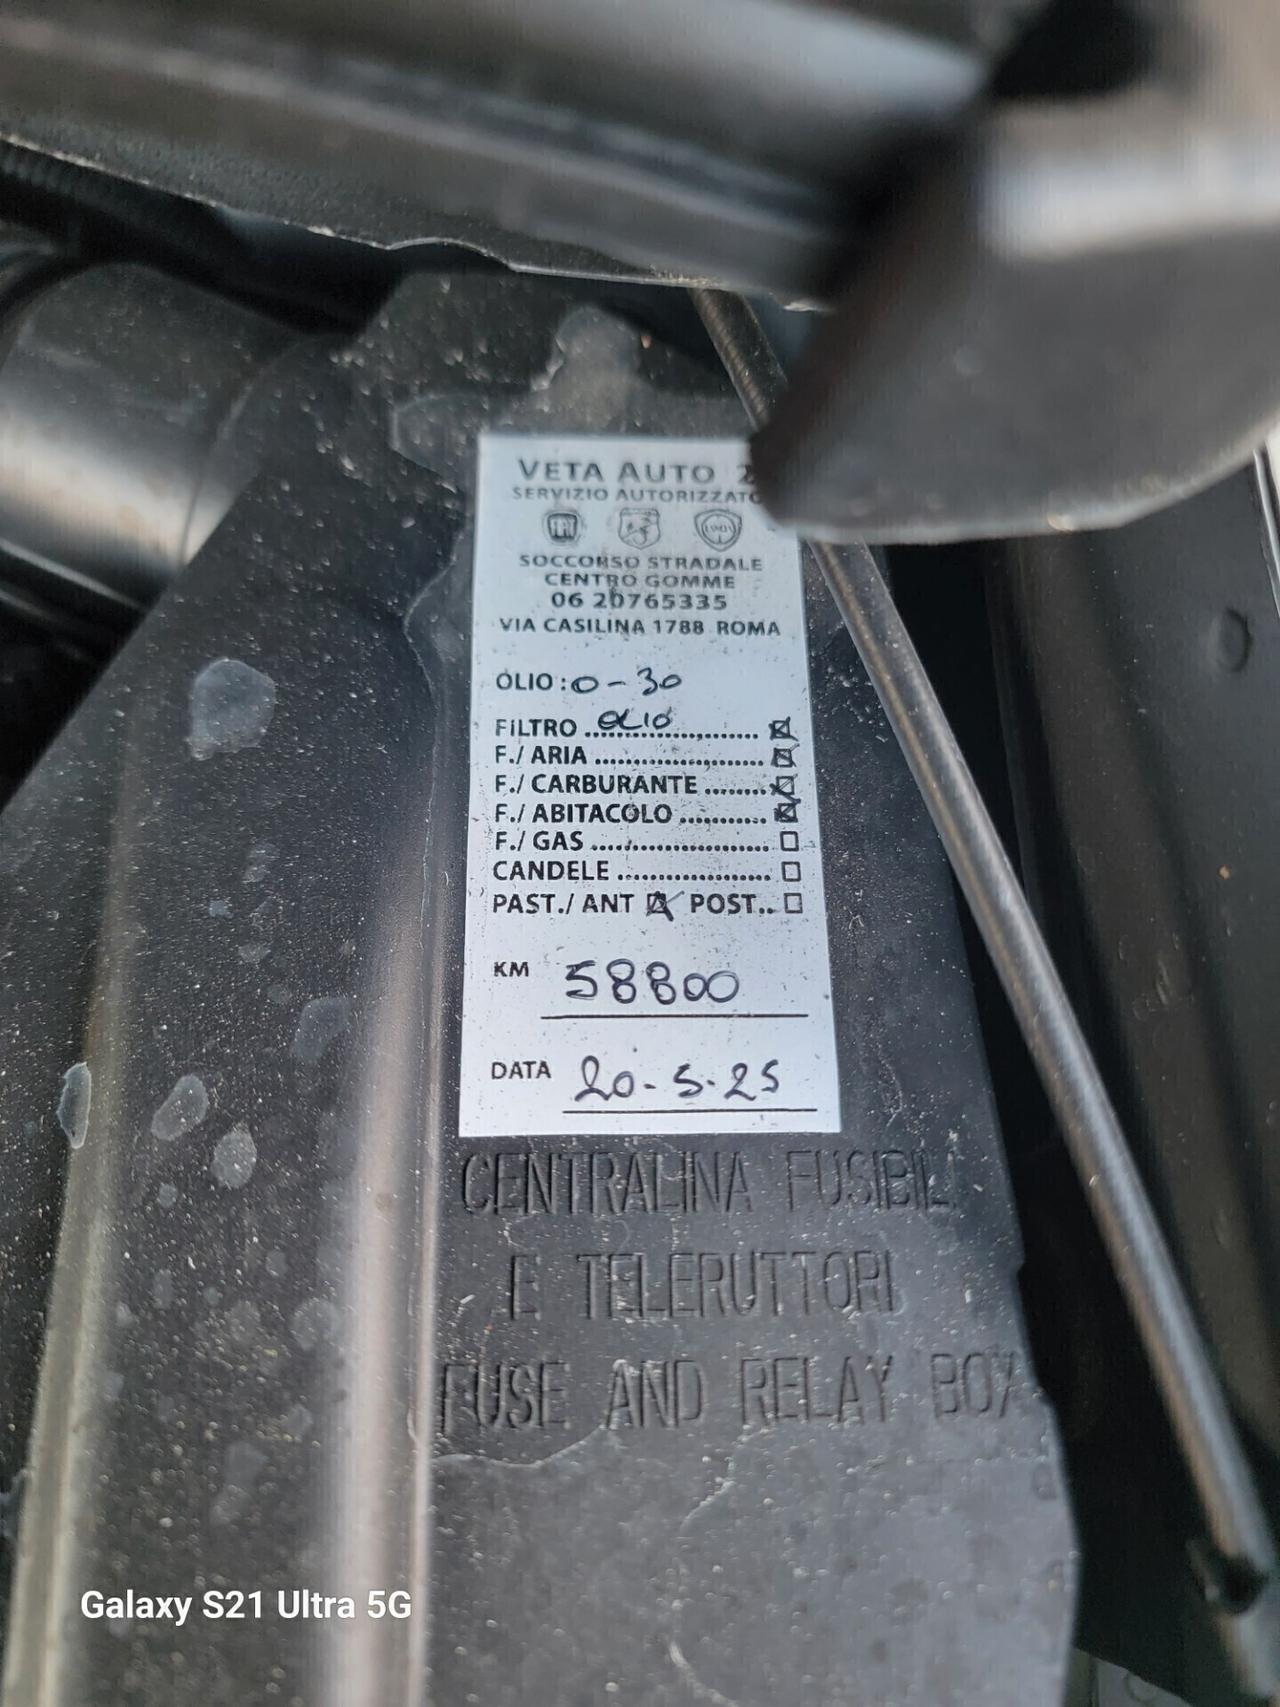 VETA AUTO 2
SERVIZIO AUTORIZZATO
FIAT
SOCCORSO STRADALE
CENTRO GOMME
06 20765335
VIA CASILINA 1788 ROMA
OLIO : 0-30
FILTRO OLIO
F./ ARIA
F./ CARBURANTE
F./ ABITACOLO
F./ GAS
CANDELE
PAST./ ANT POST..
KM 58800
DATA 20-5-25
CENTRALINA FUSIBILI
E TELERUTTORI
FUSE AND RELAY BOX
Galaxy S21 Ultra 5G